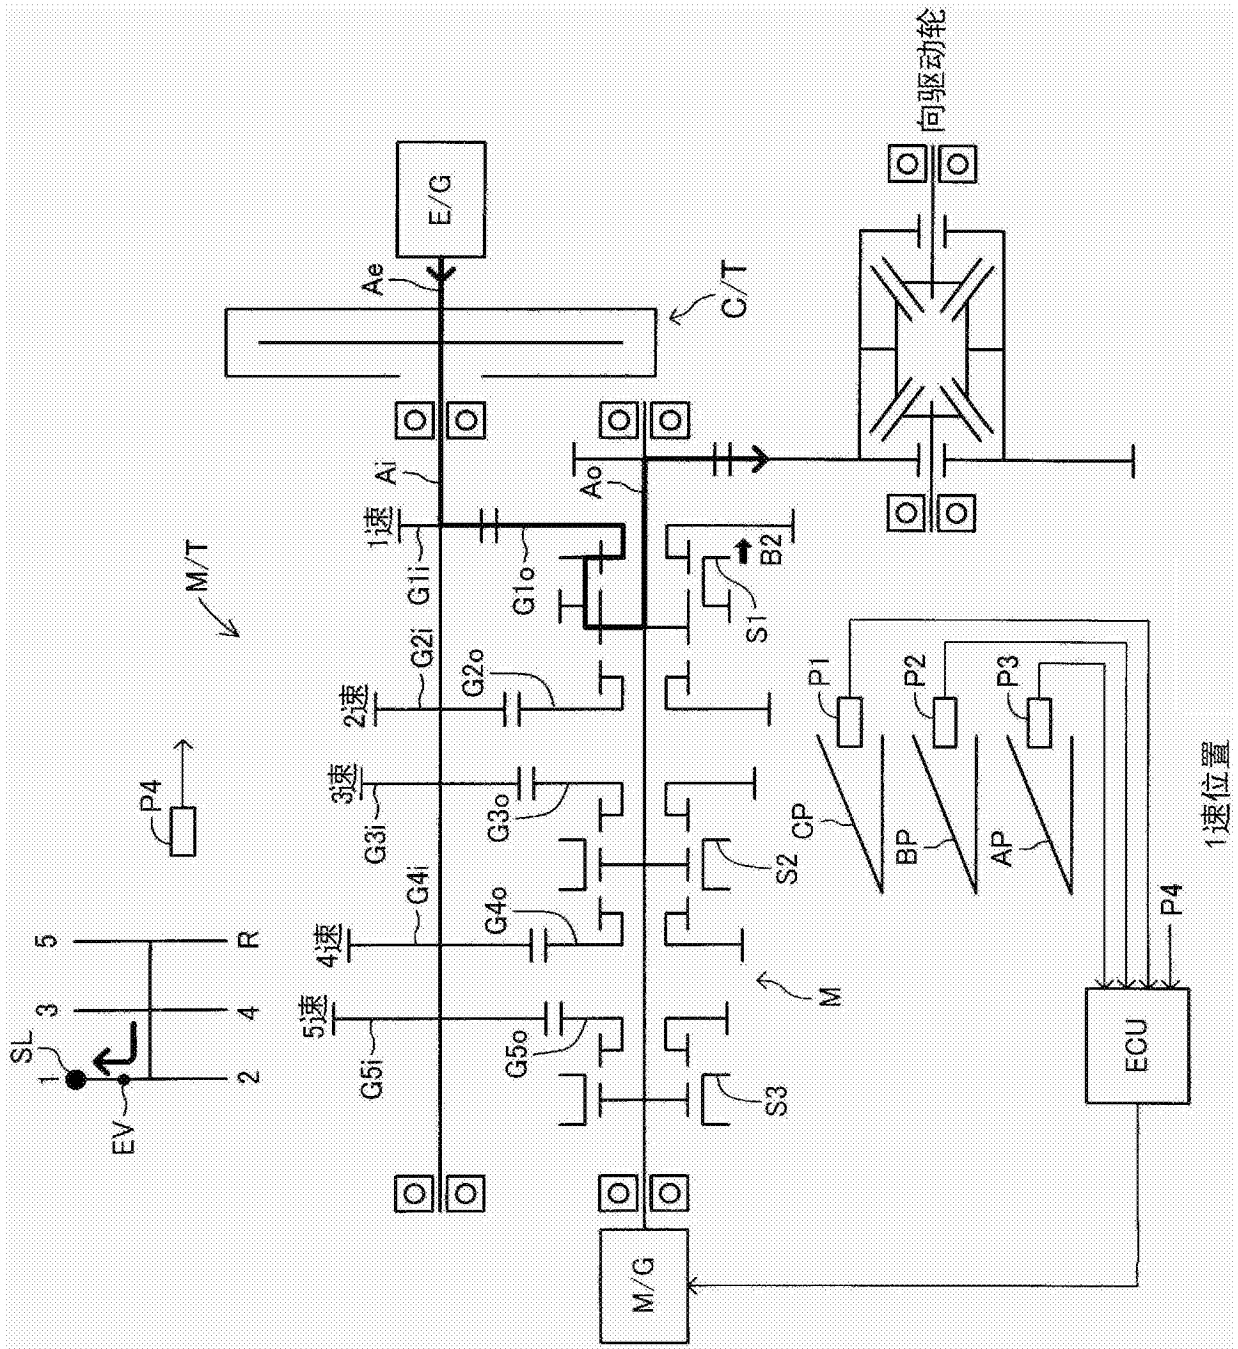 SL
1
3
5
EV
2
4
R
P4
M/T
5速
4速
3速
2速
1速
G5i
G4i
G3i
G2i
G1i
Ai
Ae
E/G
G5o
G4o
G3o
G2o
G1o
Ao
C/T
M/G
S3
S2
S1
B2
M
CP
P1
BP
P2
AP
P3
向驱动轮
ECU
P4
1速位置